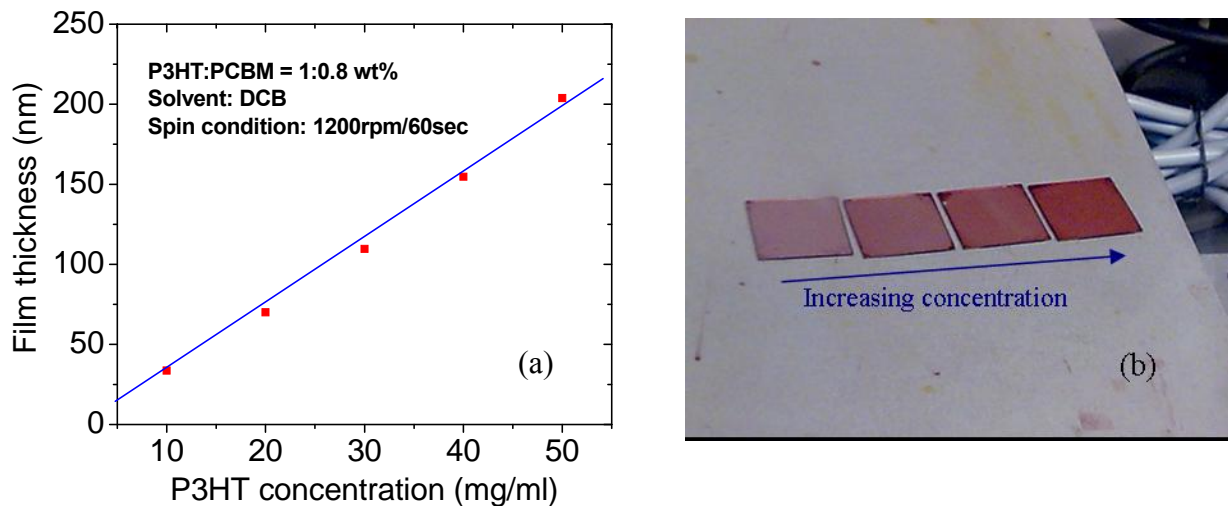 250
200
150
100
50
0
Film thickness (nm)
P3HT:PCBM = 1:0.8 wt%
Solvent: DCB
Spin condition: 1200rpm/60sec
(a)
10 20 30 40 50
P3HT concentration (mg/ml)
Increasing concentration
(b)